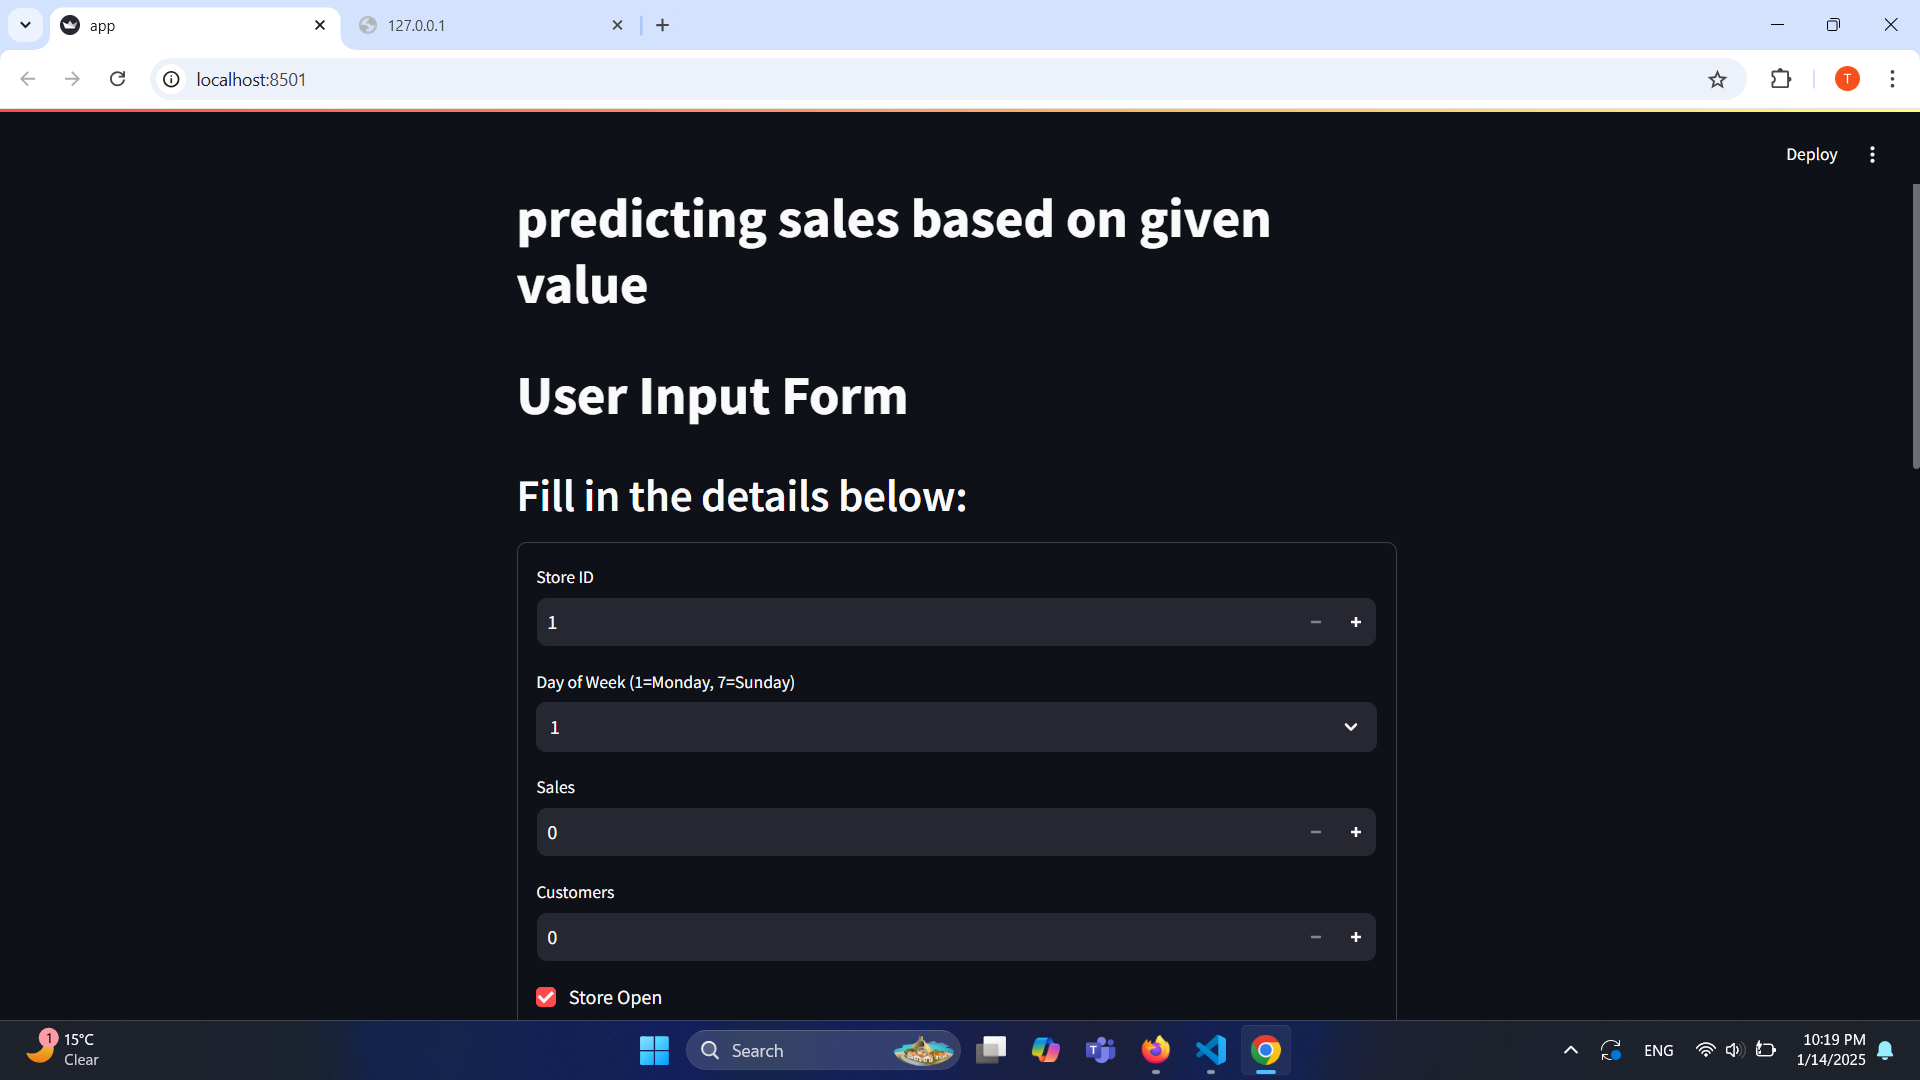 app
127.0.0.1
localhost:8501
T
Deploy
predicting sales based on given
value
User Input Form
Fill in the details below:
Store ID
1
Day of Week (1=Monday, 7=Sunday)
1
Sales
0
Customers
0
Store Open
1
15°C
Clear
Search
ENG
10:19 PM
1/14/2025